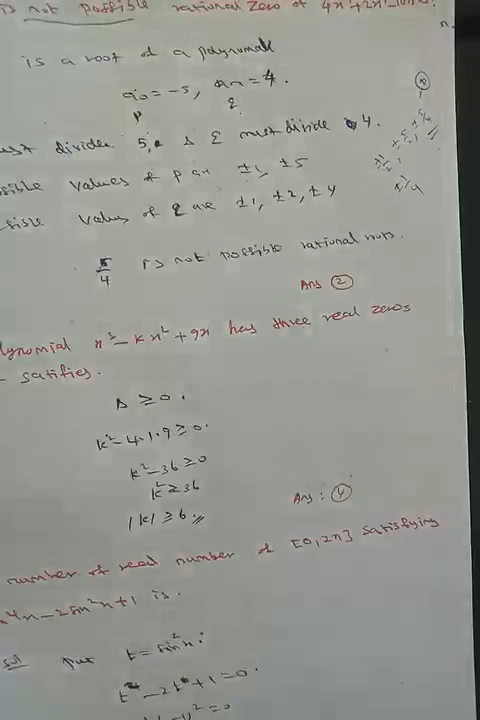 is not possible rational zero of 4x
is a root of a polynomial
a0 = -5, an = 4.
p q
divides 5, & q must divide 4.
values of p are ±1, ±5
values of q are ±1, ±2, ±4
5/4 is not possible rational
Ans ②
lynomial x³ - kx² + 9x has three real zeros
satisfies.
Δ ≥ 0.
k² - 4.1.9 ≥ 0.
k² - 36 ≥ 0
k² ≥ 36
|k| ≥ 6
Ans: ④
number of real number of [0, 2π] satisfying
⁴x - 2sin²x + 1 is.
Sol put t = sin²x
t² - 2t + 1 = 0.